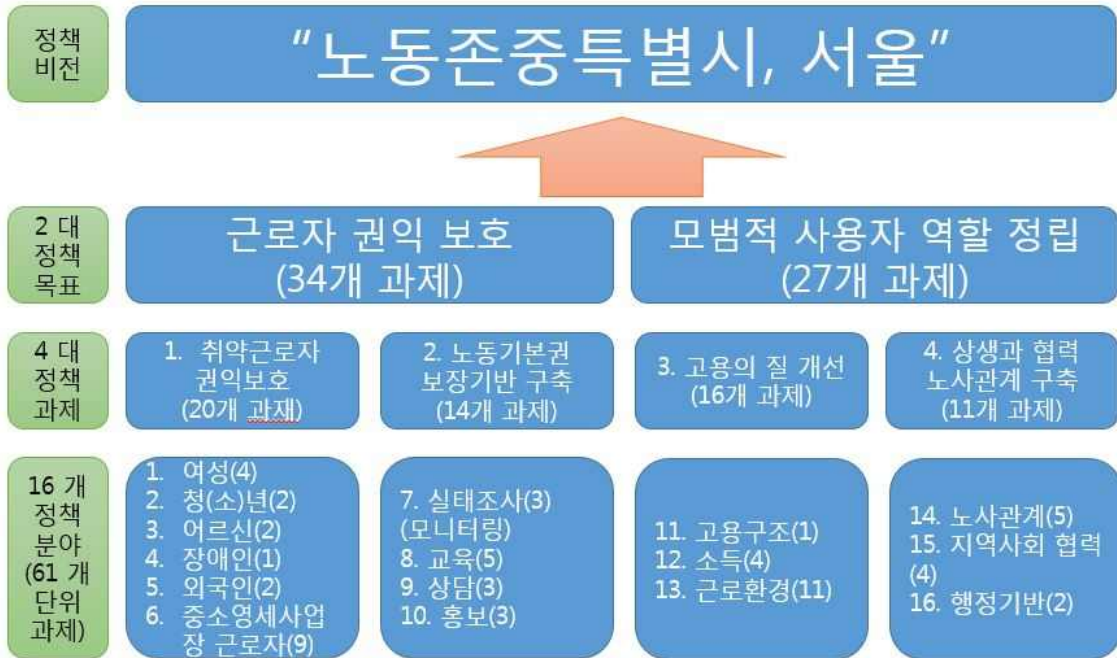 정책
비전
“노동존중특별시, 서울”
2 대
정책
목표
근로자 권익 보호
(34개 과제)
모범적 사용자 역할 정립
(27개 과제)
4 대
정책
과제
1. 취약근로자
권익보호
(20개 과재)
2. 노동기본권
보장기반 구축
(14개 과제)
3. 고용의 질 개선
(16개 과제)
4. 상생과 협력
노사관계 구축
(11개 과제)
16 개
정책
분야
(61 개
단위
과제)
1. 여성(4)
2. 청(소)년(2)
3. 어르신(2)
4. 장애인(1)
5. 외국인(2)
6. 중소영세사업
장 근로자(9)
7. 실태조사(3)
(모니터링)
8. 교육(5)
9. 상담(3)
10. 홍보(3)
11. 고용구조(1)
12. 소득(4)
13. 근로환경(11)
14. 노사관계(5)
15. 지역사회 협력
(4)
16. 행정기반(2)